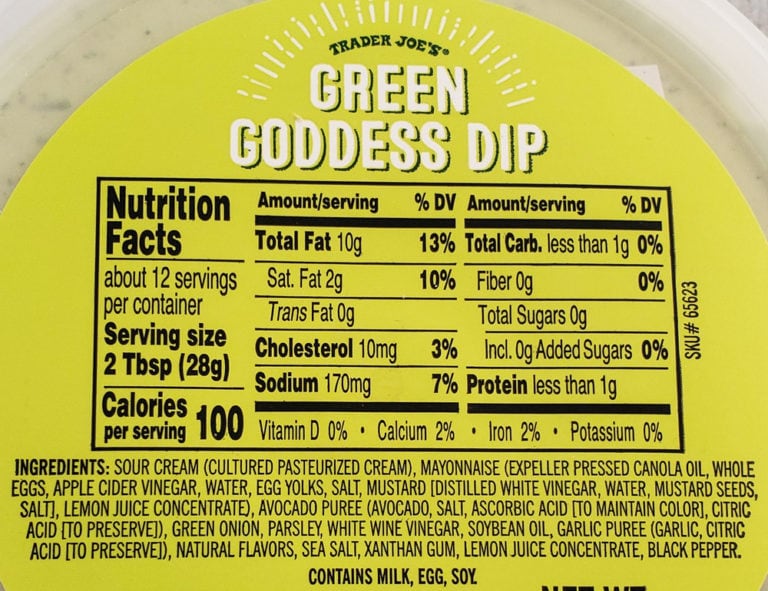 TRADER JOE'S®
GREEN
GODDESS DIP
Nutrition
Facts
about 12 servings
per container
Serving size
2 Tbsp (28g)
Calories
per serving 100
Amount/serving % DV
Total Fat 10g 13%
Sat. Fat 2g 10%
Trans Fat 0g
Cholesterol 10mg 3%
Sodium 170mg 7%
Amount/serving % DV
Total Carb. less than 1g 0%
Fiber 0g 0%
Total Sugars 0g
Incl. 0g Added Sugars 0%
Protein less than 1g
Vitamin D 0% • Calcium 2% • Iron 2% • Potassium 0%
SKU# 65623
INGREDIENTS: SOUR CREAM (CULTURED PASTEURIZED CREAM), MAYONNAISE (EXPELLER PRESSED CANOLA OIL, WHOLE
EGGS, APPLE CIDER VINEGAR, WATER, EGG YOLKS, SALT, MUSTARD [DISTILLED WHITE VINEGAR, WATER, MUSTARD SEEDS,
SALT], LEMON JUICE CONCENTRATE), AVOCADO PUREE (AVOCADO, SALT, ASCORBIC ACID [TO MAINTAIN COLOR], CITRIC
ACID [TO PRESERVE]), GREEN ONION, PARSLEY, WHITE WINE VINEGAR, SOYBEAN OIL, GARLIC PUREE (GARLIC, CITRIC
ACID [TO PRESERVE]), NATURAL FLAVORS, SEA SALT, XANTHAN GUM, LEMON JUICE CONCENTRATE, BLACK PEPPER.
CONTAINS MILK, EGG, SOY.